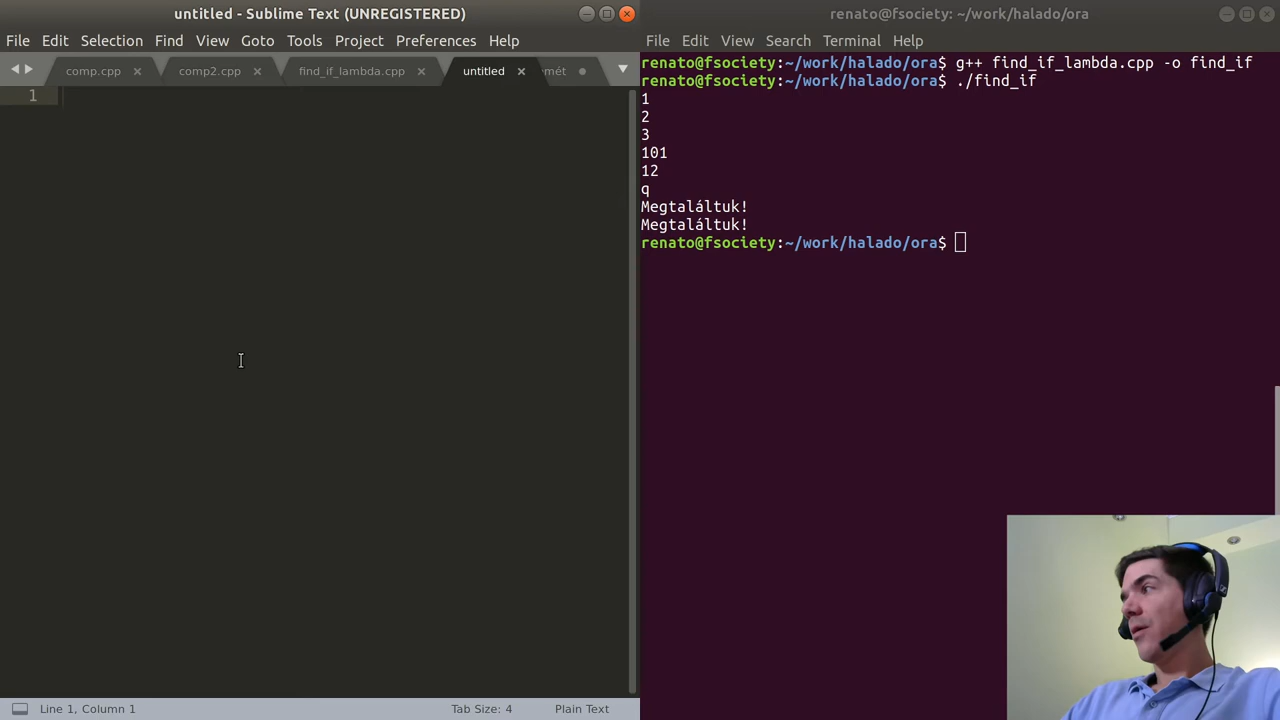 untitled - Sublime Text (UNREGISTERED)
File Edit Selection Find View Goto Tools Project Preferences Help
comp.cpp comp2.cpp find_if_lambda.cpp untitled mét
1
Line 1, Column 1 Tab Size: 4 Plain Text
renato@fsociety: ~/work/halado/ora
File Edit View Search Terminal Help
renato@fsociety:~/work/halado/ora$ g++ find_if_lambda.cpp -o find_if
renato@fsociety:~/work/halado/ora$ ./find_if
1
2
3
101
12
q
Megtaláltuk!
Megtaláltuk!
renato@fsociety:~/work/halado/ora$